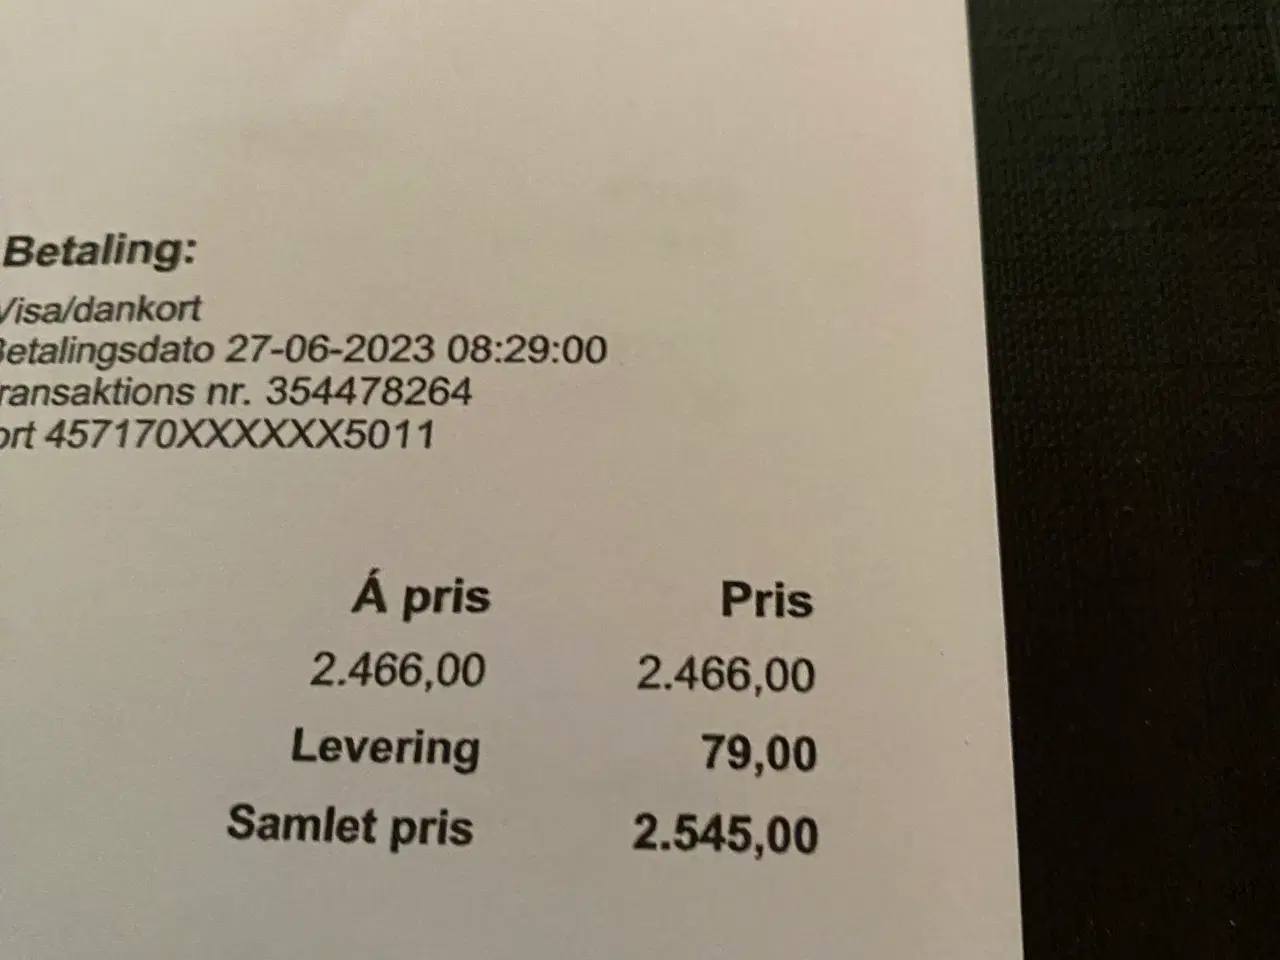 Betaling:
Visa/dankort
Betalingsdato 27-06-2023 08:29:00
ransaktions nr. 354478264
ort 457170XXXXXX5011
Á pris Pris
2.466,00 2.466,00
Levering 79,00
Samlet pris 2.545,00